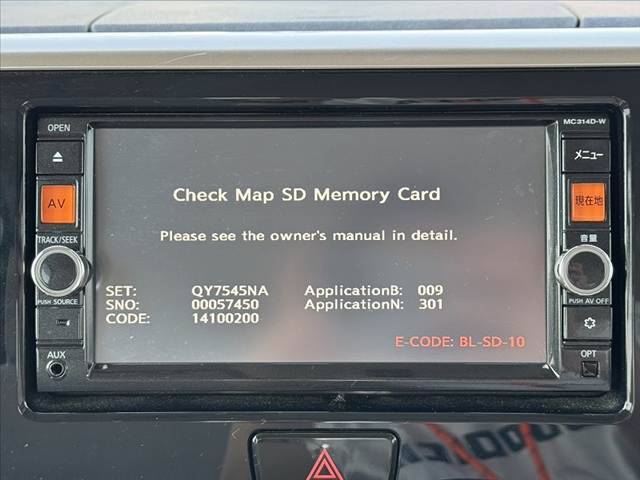 OPEN
MC314D-W
メニュー
AV
現在地
TRACK/SEEK
音量
PUSH SOURCE
PUSH AV OFF
AUX
OPT
Check Map SD Memory Card
Please see the owner's manual in detail.
SET: QY7545NA ApplicationB: 009
SNO: 00057450 ApplicationN: 301
CODE: 14100200
E-CODE: BL-SD-10